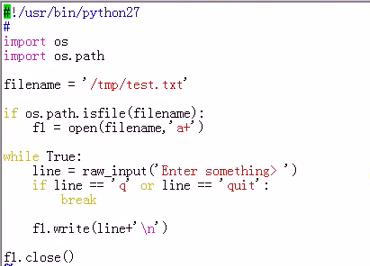 #!/usr/bin/python27
#
import os
import os.path

filename = '/tmp/test.txt'

if os.path.isfile(filename):
    f1 = open(filename,'a+')

while True:
    line = raw_input('Enter something> ')
    if line == 'q' or line == 'quit':
        break

    f1.write(line+'\n')

f1.close()
~